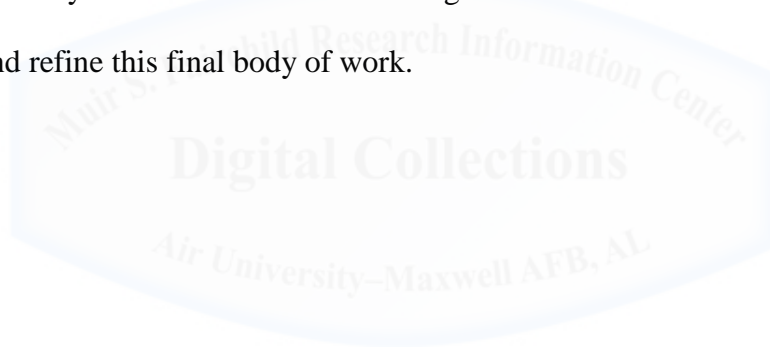 nd refine this final body of work.
Muir S. Fairchild Research Information Center
Digital Collections
Air University–Maxwell AFB, AL